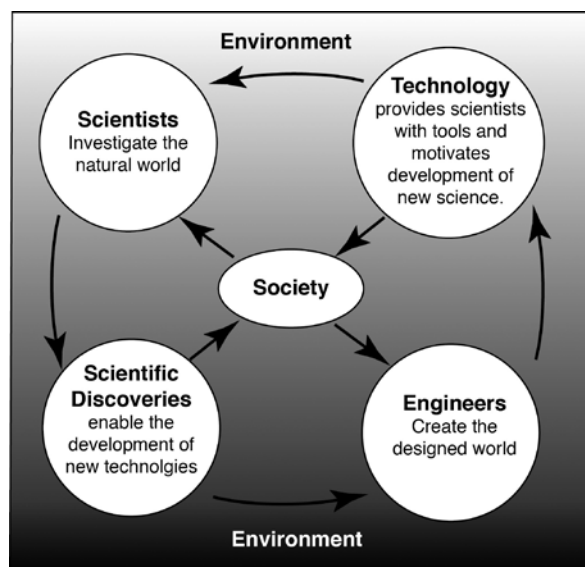 Environment
Scientists
Investigate the
natural world
Technology
provides scientists
with tools and
motivates
development of
new science.
Society
Scientific
Discoveries
enable the
development of
new technolgies
Engineers
Create the
designed world
Environment